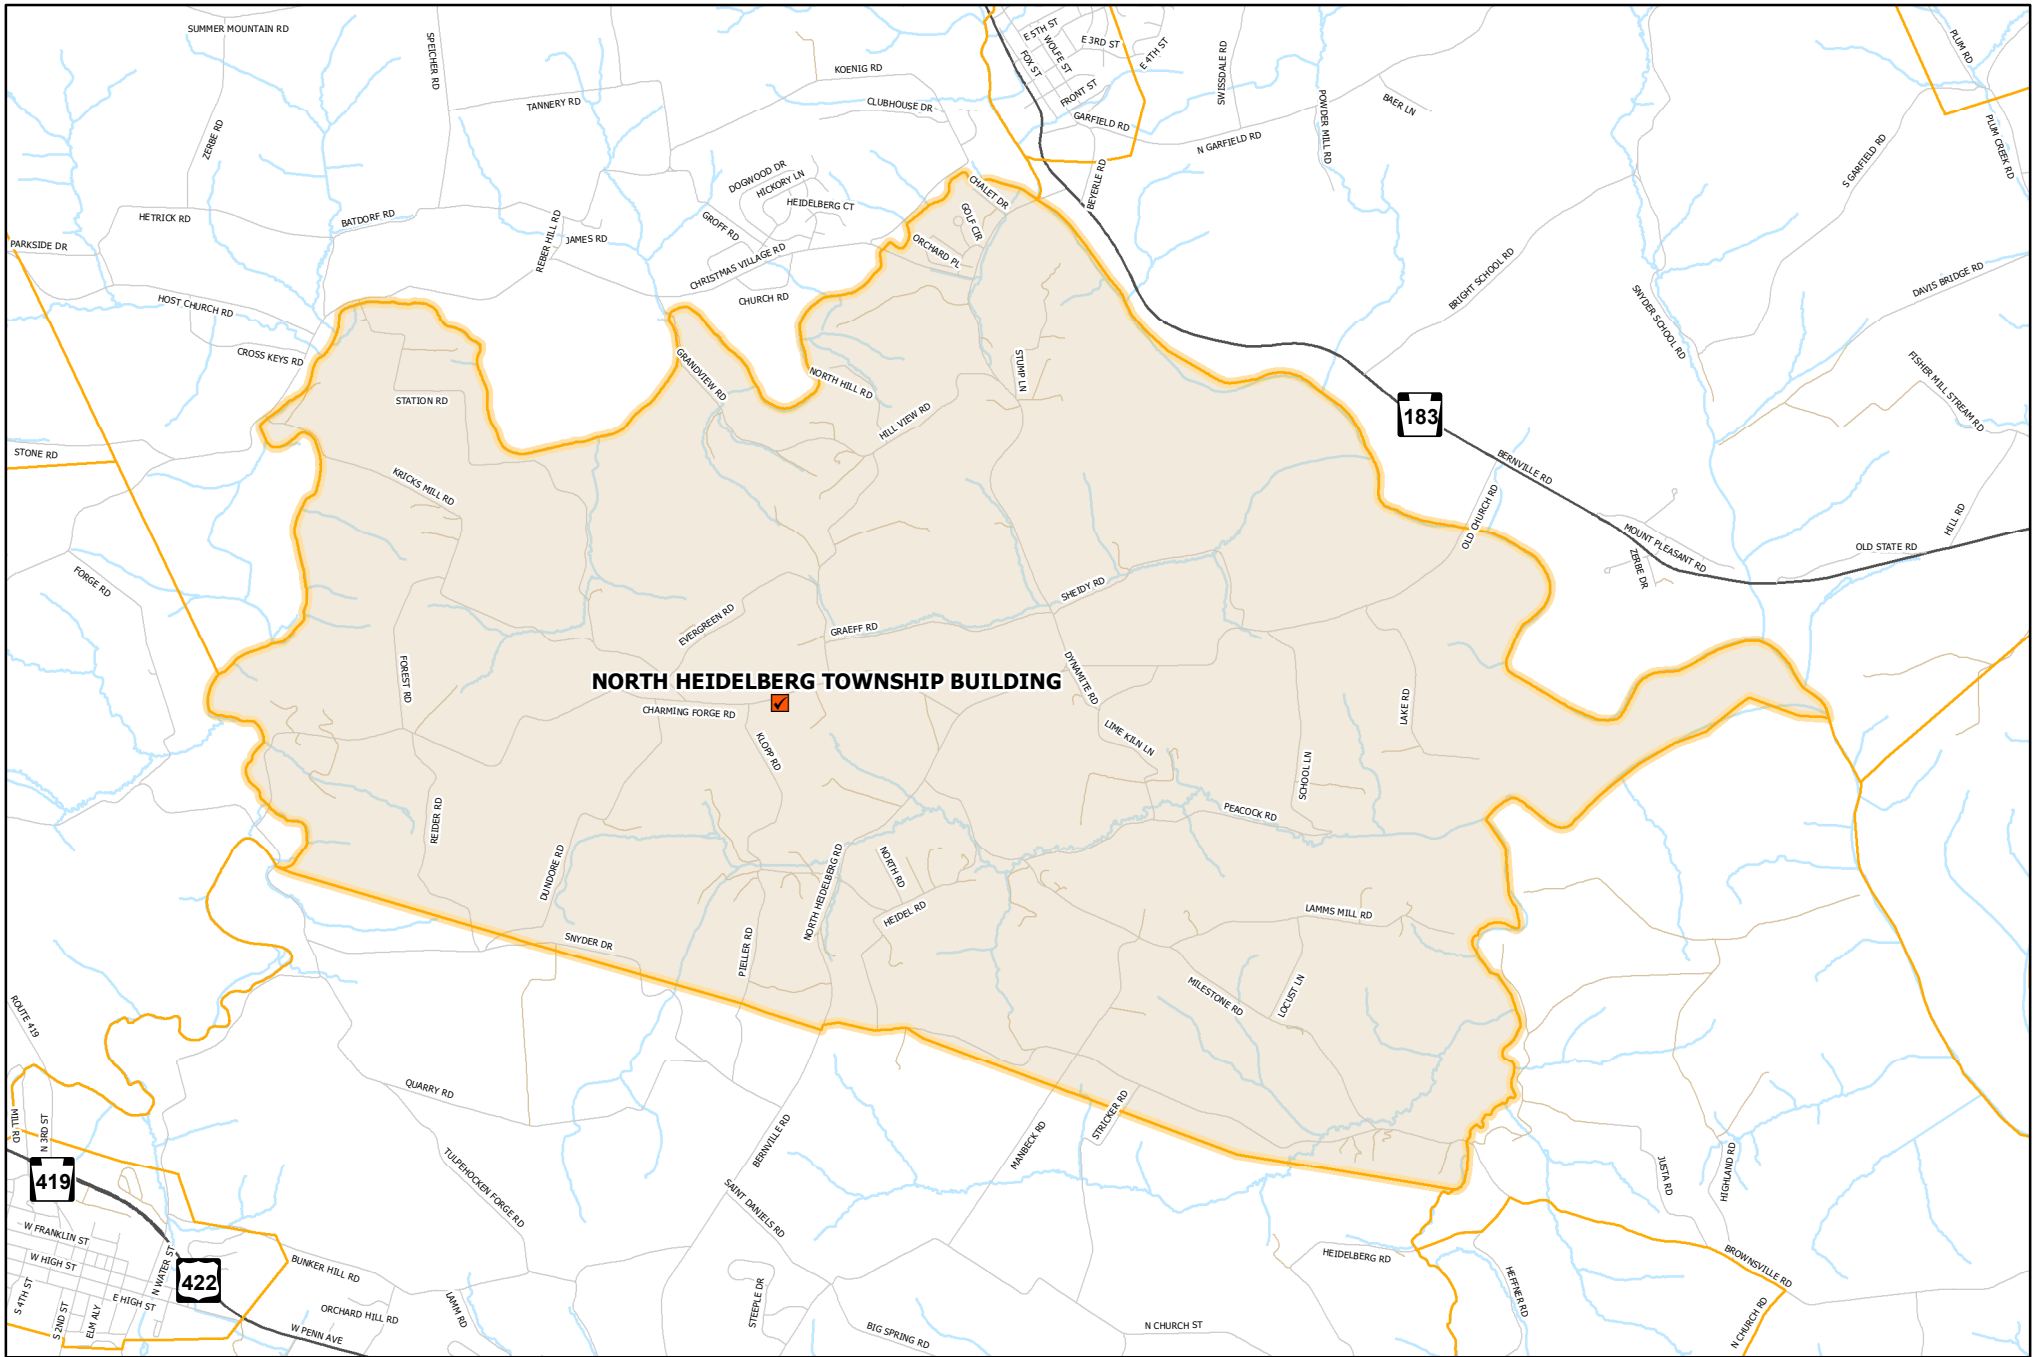 SUMMER MOUNTAIN RD
SPEICHER RD
E 5TH ST
WOLFE ST
E 3RD ST
E 4TH ST
FOX ST
FRONT ST
SWISSDALE RD
PLUM RD
KOENIG RD
TANNERY RD
CLUBHOUSE DR
GARFIELD RD
N GARFIELD RD
POWDER MILL RD
BAER LN
PLUM CREEK RD
S GARFIELD RD
ZERBE RD
DOGWOOD DR
HICKORY LN
HEIDELBERG CT
CHALET DR
BEYERLE RD
HETRICK RD
BATDORF RD
REBER HILL RD
JAMES RD
GROFF RD
GOLF CIR
ORCHARD PL
PARKSIDE DR
CHRISTMAS VILLAGE RD
CHURCH RD
BRIGHT SCHOOL RD
DAVIS BRIDGE RD
SNYDER SCHOOL RD
HOST CHURCH RD
CROSS KEYS RD
GRANDVIEW RD
NORTH HILL RD
STUMP LN
FISHER MILL STREAM RD
STATION RD
HILL VIEW RD
183
STONE RD
KRICKS MILL RD
BERNVILLE RD
OLD CHURCH RD
MOUNT PLEASANT RD
HILL RD
OLD STATE RD
ZERBE DR
FORGE RD
SHEIDY RD
EVERGREEN RD
GRAEFF RD
FOREST RD
DYNAMITE RD
NORTH HEIDELBERG TOWNSHIP BUILDING
CHARMING FORGE RD
LAKE RD
KLOPP RD
LIME KILN LN
SCHOOL LN
REIDER RD
PEACOCK RD
DUNDORE RD
NORTH HEIDELBERG RD
NORTH RD
HEIDEL RD
LAMMS MILL RD
SNYDER DR
PIELLER RD
MILESTONE RD
LOCUST LN
ROUTE 419
QUARRY RD
MILL RD
N 3RD ST
BERNVILLE RD
MANBECK RD
STRICKER RD
419
TULPEHOCKEN FORGE RD
SAINT DANIELS RD
JUSTA RD
HIGHLAND RD
W FRANKLIN ST
W HIGH ST
N WATER ST
422
BUNKER HILL RD
HEIDELBERG RD
BROWNSVILLE RD
S 4TH ST
S 2ND ST
ELM ALY
E HIGH ST
ORCHARD HILL RD
W PENN AVE
LAMM RD
STEEPLE DR
BIG SPRING RD
N CHURCH ST
HEFFNER RD
N CHURCH RD